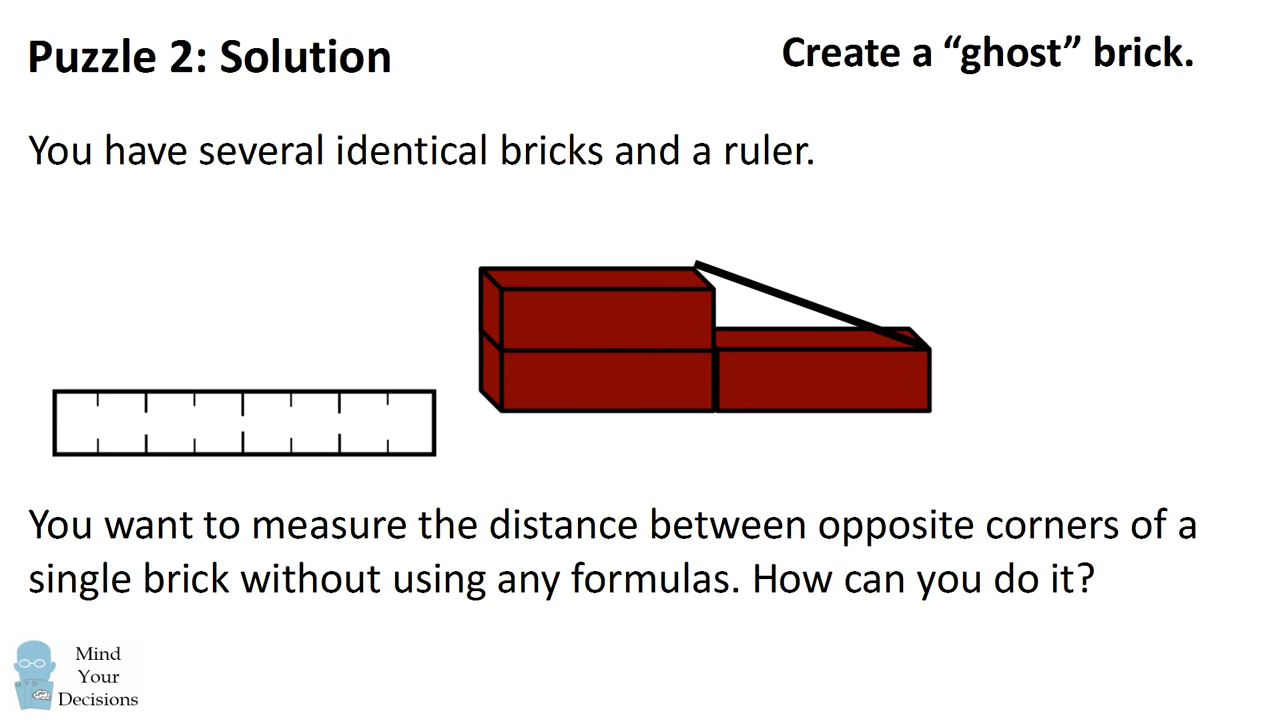 Puzzle 2: Solution
Create a “ghost” brick.
You have several identical bricks and a ruler.
You want to measure the distance between opposite corners of a
single brick without using any formulas. How can you do it?
Mind
Your
Decisions